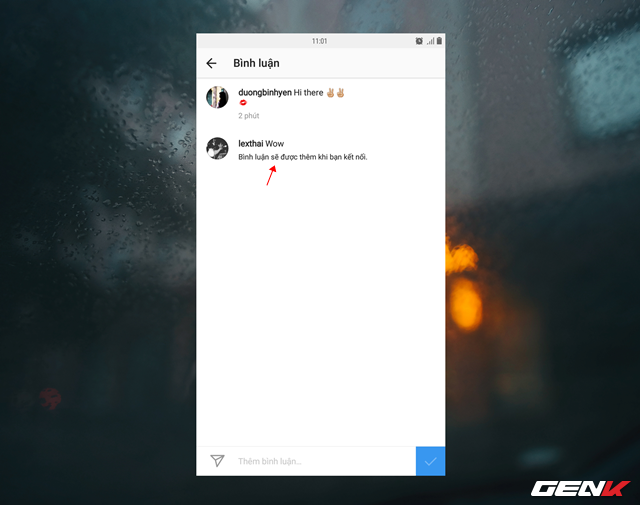 11:01
Bình luận
duongbinhyen Hi there ✌🏼✌🏼
💋
2 phút
lexthai Wow
Bình luận sẽ được thêm khi bạn kết nối.
Thêm bình luận...
GENK